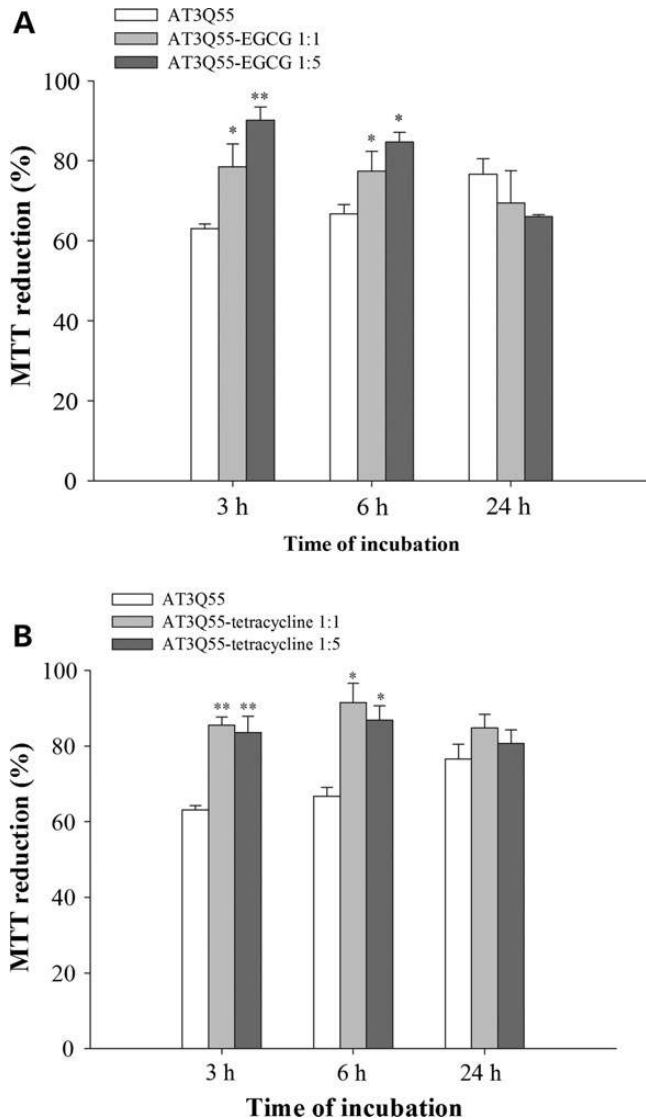 A
AT3Q55
AT3Q55-EGCG 1:1
AT3Q55-EGCG 1:5
MTT reduction (%)
100
80
60
40
20
0
*
**
*
*
3 h
6 h
24 h
Time of incubation
B
AT3Q55
AT3Q55-tetracycline 1:1
AT3Q55-tetracycline 1:5
MTT reduction (%)
100
80
60
40
20
0
**
**
*
*
3 h
6 h
24 h
Time of incubation